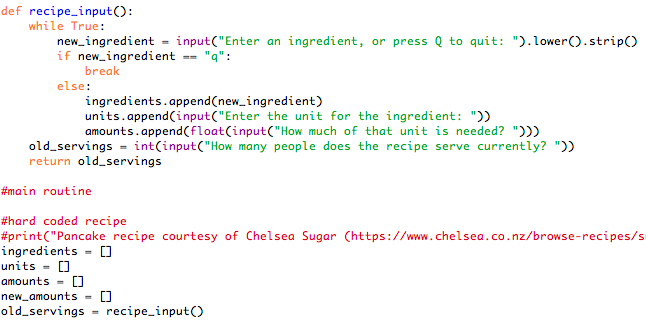 def recipe_input():
    while True:
        new_ingredient = input("Enter an ingredient, or press Q to quit: ").lower().strip()
        if new_ingredient == "q":
            break
        else:
            ingredients.append(new_ingredient)
            units.append(input("Enter the unit for the ingredient: "))
            amounts.append(float(input("How much of that unit is needed? ")))
    old_servings = int(input("How many people does the recipe serve currently? "))
    return old_servings

#main routine

#hard coded recipe
#print("Pancake recipe courtesy of Chelsea Sugar (https://www.chelsea.co.nz/browse-recipes/s
ingredients = []
units = []
amounts = []
new_amounts = []
old_servings = recipe_input()